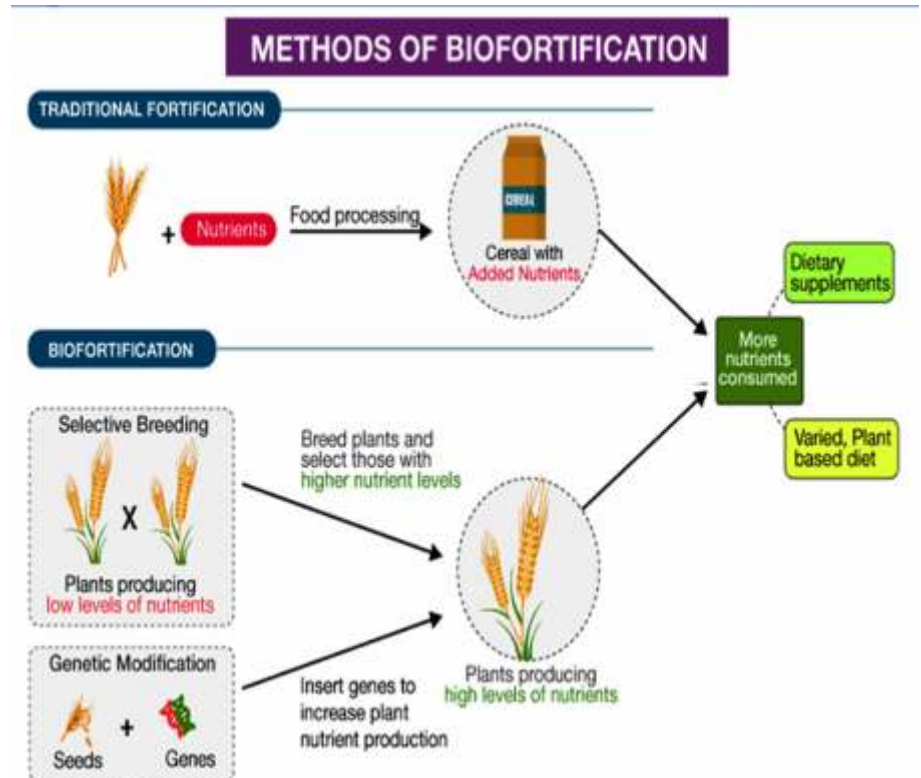 METHODS OF BIOFORTIFICATION
TRADITIONAL FORTIFICATION
+
Nutrients
Food processing
CEREAL
Cereal with
Added Nutrients
Dietary
supplements
More
nutrients
consumed
Varied, Plant
based diet
BIOFORTIFICATION
Selective Breeding
X
Plants producing
low levels of nutrients
Breed plants and
select those with
higher nutrient levels
Genetic Modification
+
Seeds
Genes
Insert genes to
increase plant
nutrient production
Plants producing
high levels of nutrients